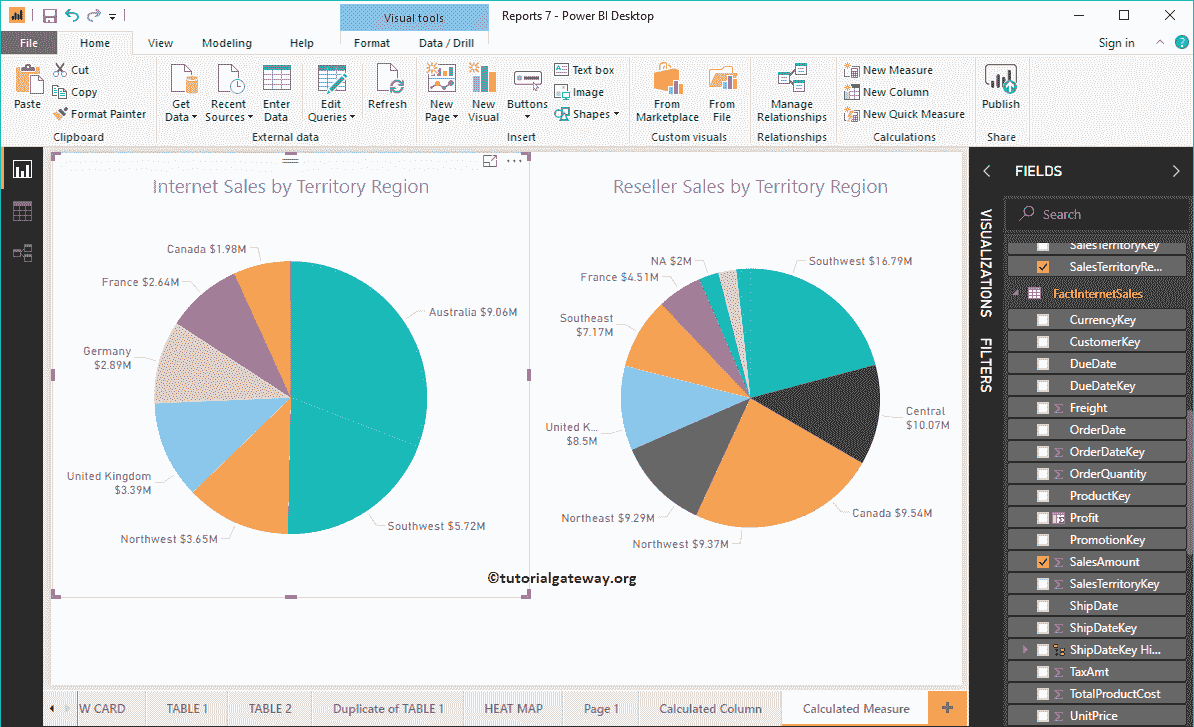 Visual tools
Reports 7 - Power BI Desktop
File
Home
View
Modeling
Help
Format
Data / Drill
Sign in
?
Paste
Cut
Copy
Format Painter
Clipboard
Get
Data
Recent
Sources
Enter
Data
Edit
Queries
External data
Refresh
New
Page
New
Visual
Buttons
Text box
Image
Shapes
Insert
From
Marketplace
From
File
Custom visuals
Manage
Relationships
Relationships
New Measure
New Column
New Quick Measure
Calculations
Publish
Share
Internet Sales by Territory Region
Canada $1.98M
France $2.64M
Germany
$2.89M
United Kingdom
$3.39M
Northwest $3.65M
Southwest $5.72M
Australia $9.06M
Reseller Sales by Territory Region
NA $2M
France $4.51M
Southeast
$7.17M
United K...
$8.5M
Northeast $9.29M
Northwest $9.37M
Canada $9.54M
Central
$10.07M
Southwest $16.79M
©tutorialgateway.org
VISUALIZATIONS
FILTERS
FIELDS
Search
SalesTerritoryKey
SalesTerritoryRe...
FactInternetSales
CurrencyKey
CustomerKey
DueDate
DueDateKey
Σ Freight
OrderDate
Σ OrderDateKey
Σ OrderQuantity
ProductKey
Profit
PromotionKey
Σ SalesAmount
Σ SalesTerritoryKey
ShipDate
Σ ShipDateKey
ShipDateKey Hi...
Σ TaxAmt
Σ TotalProductCost
Σ UnitPrice
W CARD
TABLE 1
TABLE 2
Duplicate of TABLE 1
HEAT MAP
Page 1
Calculated Column
Calculated Measure
+